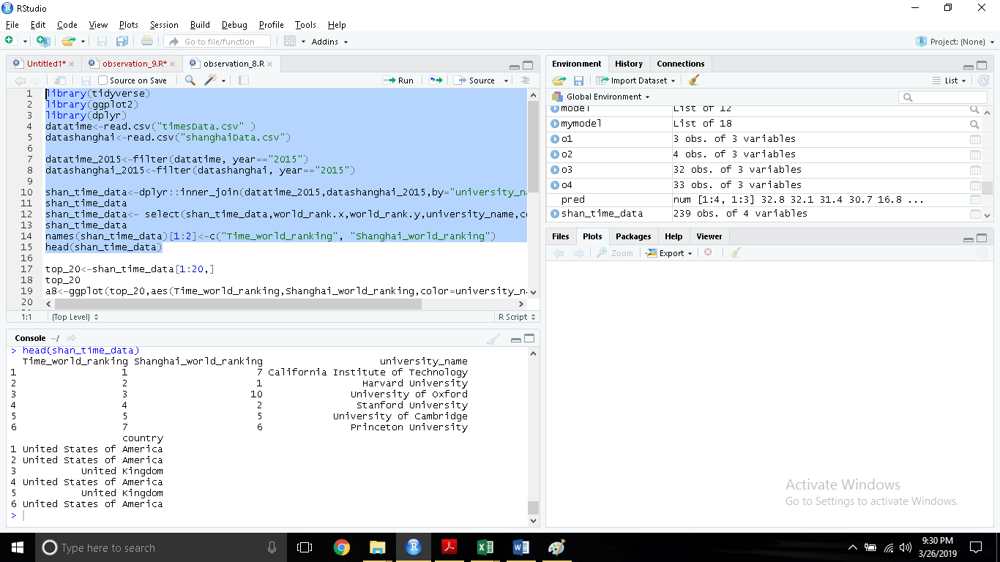 RStudio
File Edit Code View Plots Session Build Debug Profile Tools Help
Go to file/function Addins Project: (None)
Untitled1* observation_9.R* observation_8.R
Source on Save Run Source
1 library(tidyverse)
2 library(ggplot2)
3 library(dplyr)
4 datatime<-read.csv("timesData.csv" )
5 datashanghai<-read.csv("shanghaiData.csv")
6
7 datatime_2015<-filter(datatime, year=="2015")
8 datashanghai_2015<-filter(datashanghai, year=="2015")
9
10 shan_time_data<-dplyr::inner_join(datatime_2015,datashanghai_2015,by="university_n
11 shan_time_data
12 shan_time_data<- select(shan_time_data,world_rank.x,world_rank.y,university_name,c
13 shan_time_data
14 names(shan_time_data)[1:2]<-c("Time_world_ranking", "Shanghai_world_ranking")
15 head(shan_time_data)
16
17 top_20<-shan_time_data[1:20,]
18 top_20
19 a8<-ggplot(top_20,aes(Time_world_ranking,Shanghai_world_ranking,color=university_n
20
1:1 (Top Level) R Script
Console ~/
> head(shan_time_data)
Time_world_ranking Shanghai_world_ranking university_name
1 1 7 California Institute of Technology
2 2 1 Harvard University
3 3 10 University of Oxford
4 4 2 Stanford University
5 5 5 University of Cambridge
6 7 6 Princeton University
country
1 United States of America
2 United States of America
3 United Kingdom
4 United States of America
5 United Kingdom
6 United States of America
>
Environment History Connections
Import Dataset List
Global Environment
model List of 12
mymodel List of 18
o1 3 obs. of 3 variables
o2 4 obs. of 3 variables
o3 32 obs. of 3 variables
o4 33 obs. of 3 variables
pred num [1:4, 1:3] 32.8 32.1 31.4 30.7 16.8 ...
shan_time_data 239 obs. of 4 variables
Files Plots Packages Help Viewer
Zoom Export
Activate Windows
Go to Settings to activate Windows.
Type here to search
9:30 PM
3/26/2019